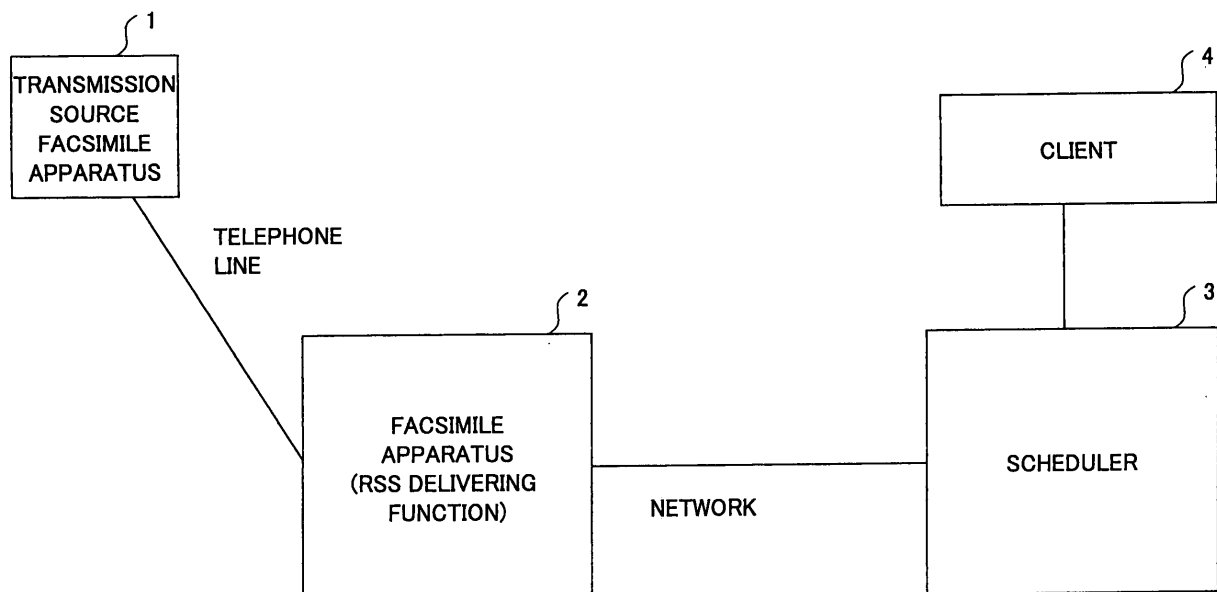 1
TRANSMISSION
SOURCE
FACSIMILE
APPARATUS
4
CLIENT
TELEPHONE
LINE
2
FACSIMILE
APPARATUS
(RSS DELIVERING
FUNCTION)
NETWORK
3
SCHEDULER